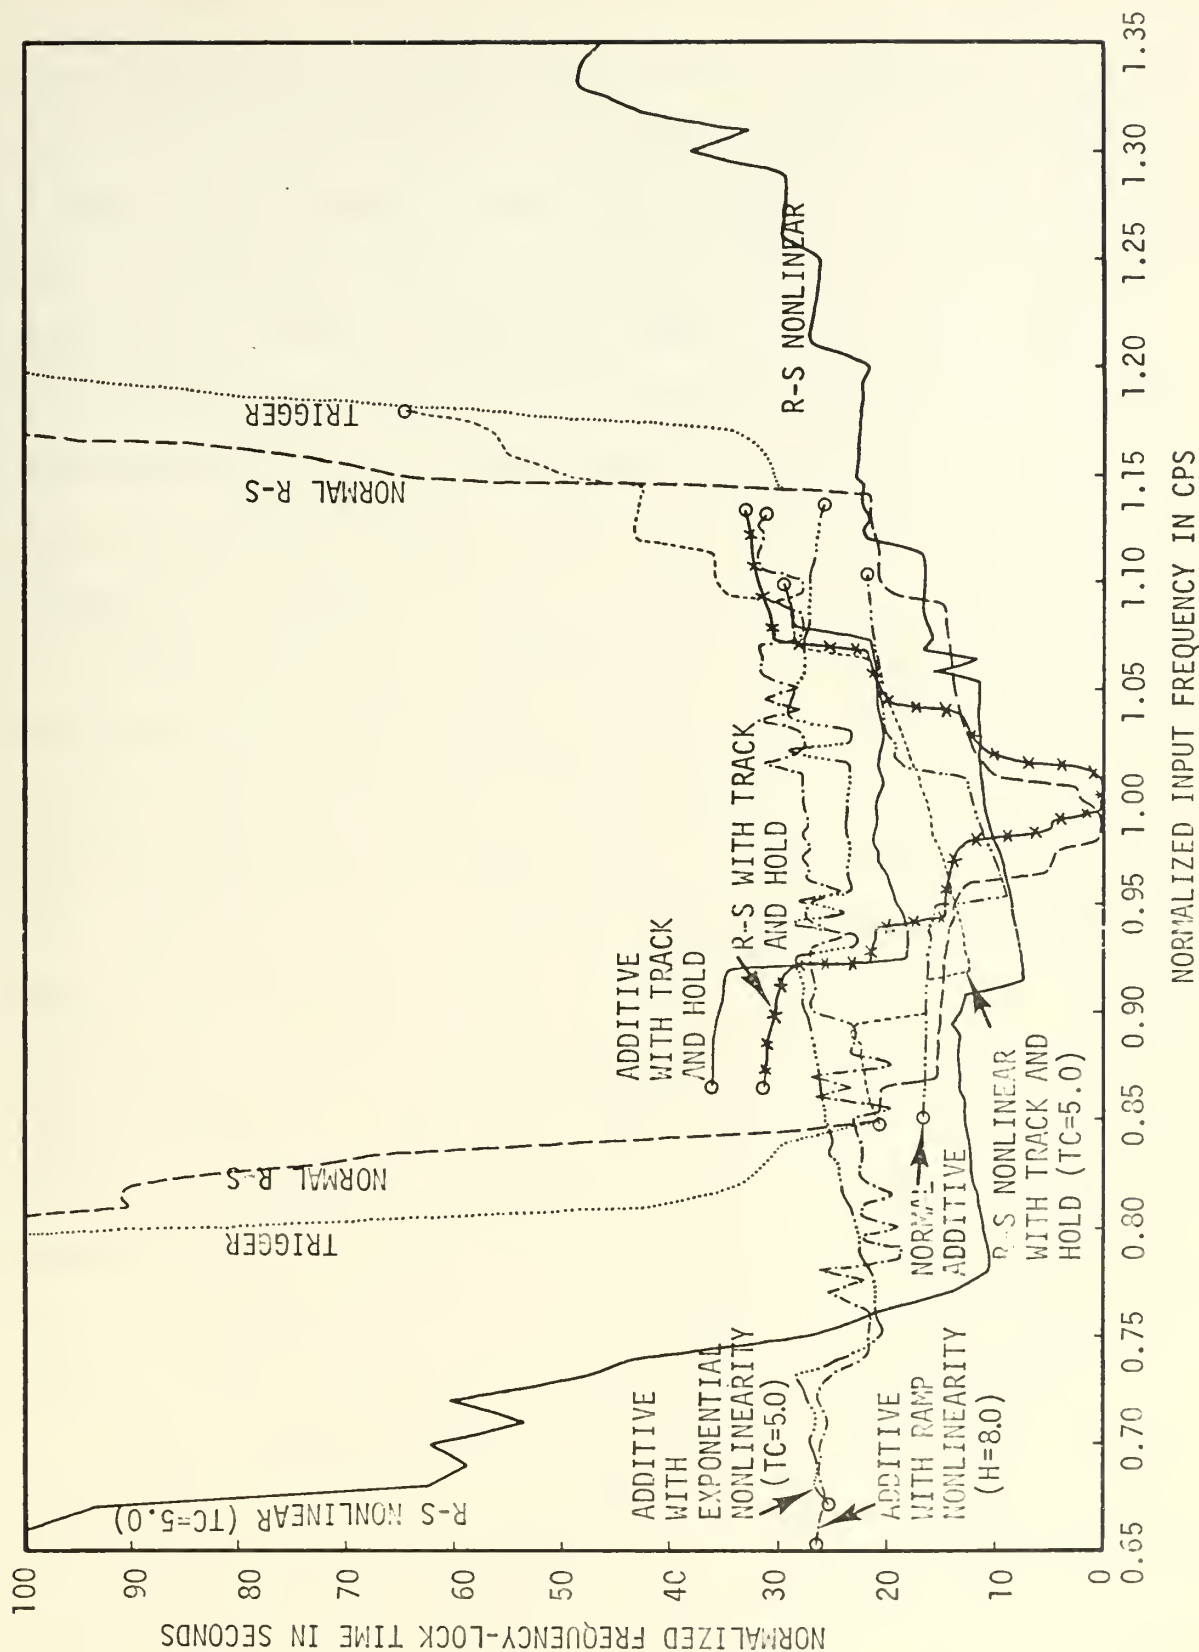 NORMALIZED FREQUENCY-LOCK TIME IN SECONDS
100
90
80
70
60
50
40
30
20
10
0
0.65
0.70
0.75
0.80
0.85
0.90
0.95
1.00
1.05
1.10
1.15
1.20
1.25
1.30
1.35
NORMALIZED INPUT FREQUENCY IN CPS
R-S NONLINEAR (TC=5.0)
TRIGGER
NORMAL R-S
NORMAL R-S
TRIGGER
R-S NONLINEAR
ADDITIVE
WITH TRACK
AND HOLD
R-S WITH TRACK
AND HOLD
ADDITIVE
WITH
EXPONENTIAL
NONLINEARITY
(TC=5.0)
ADDITIVE
WITH RAMP
NONLINEARITY
(H=8.0)
NORMAL
ADDITIVE
R-S NONLINEAR
WITH TRACK AND
HOLD (TC=5.0)